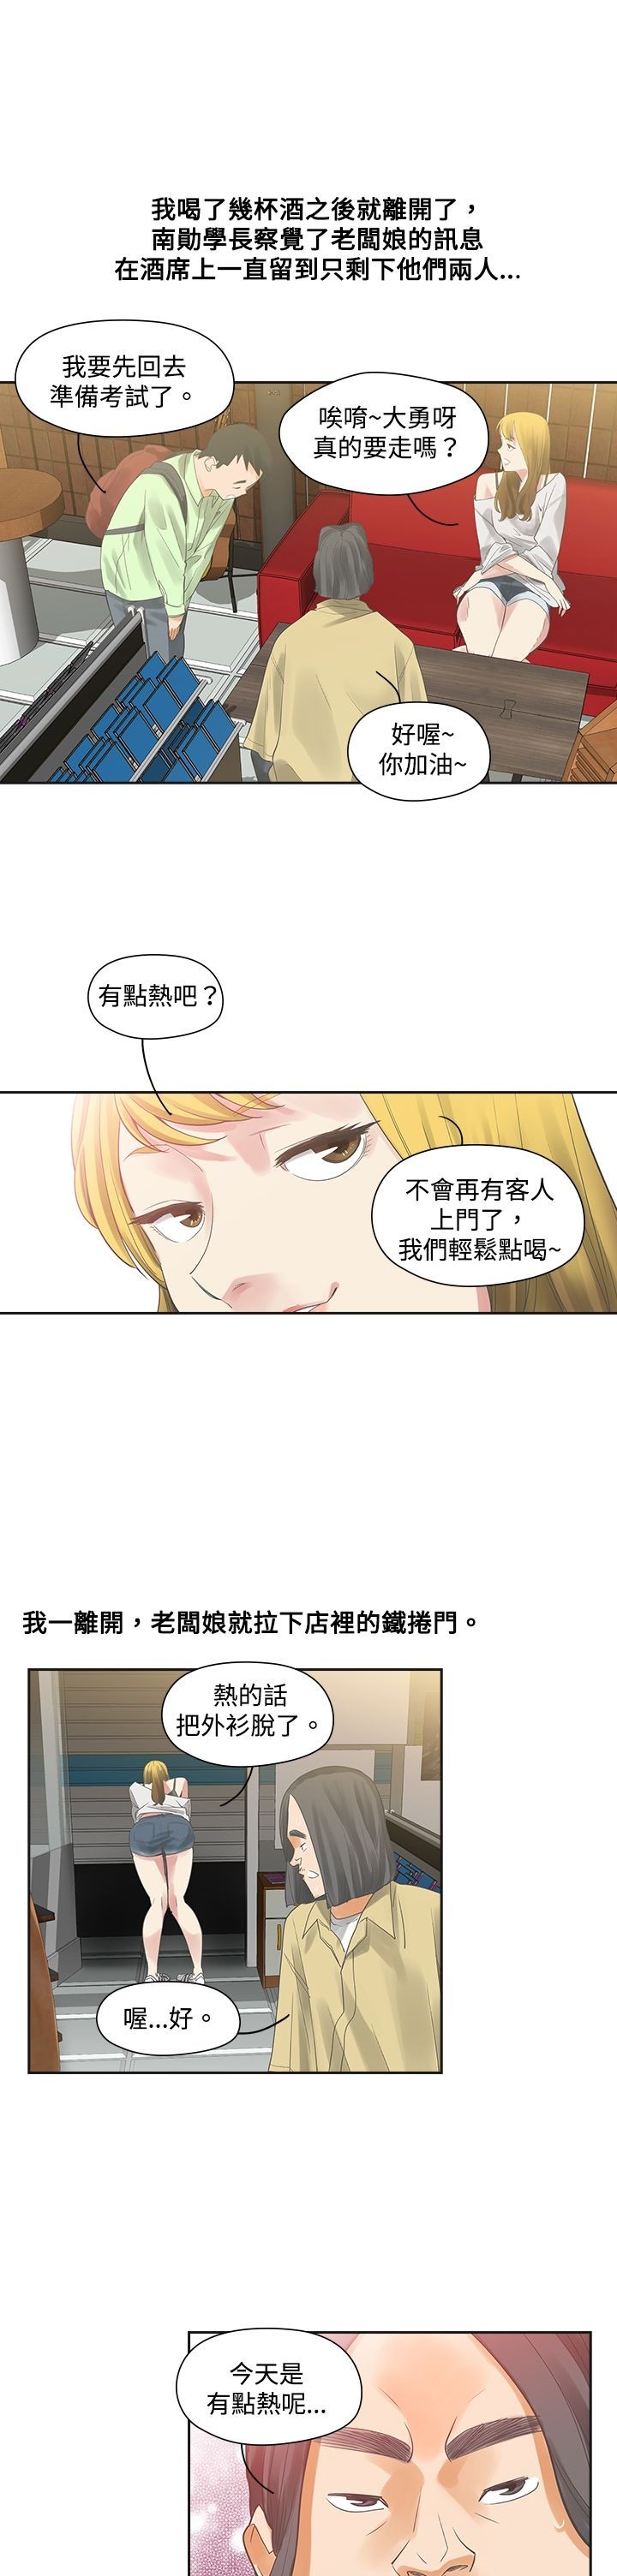 我喝了幾杯酒之後就離開了，
南勛學長察覺了老闆娘的訊息
在酒席上一直留到只剩下他們兩人...
我要先回去
準備考試了。
唉唷~大勇呀
真的要走嗎？
好喔~
你加油~
有點熱吧？
不會再有客人
上門了，
我們輕鬆點喝~
我一離開，老闆娘就拉下店裡的鐵捲門。
熱的話
把外衫脫了。
喔...好。
今天是
有點熱呢...